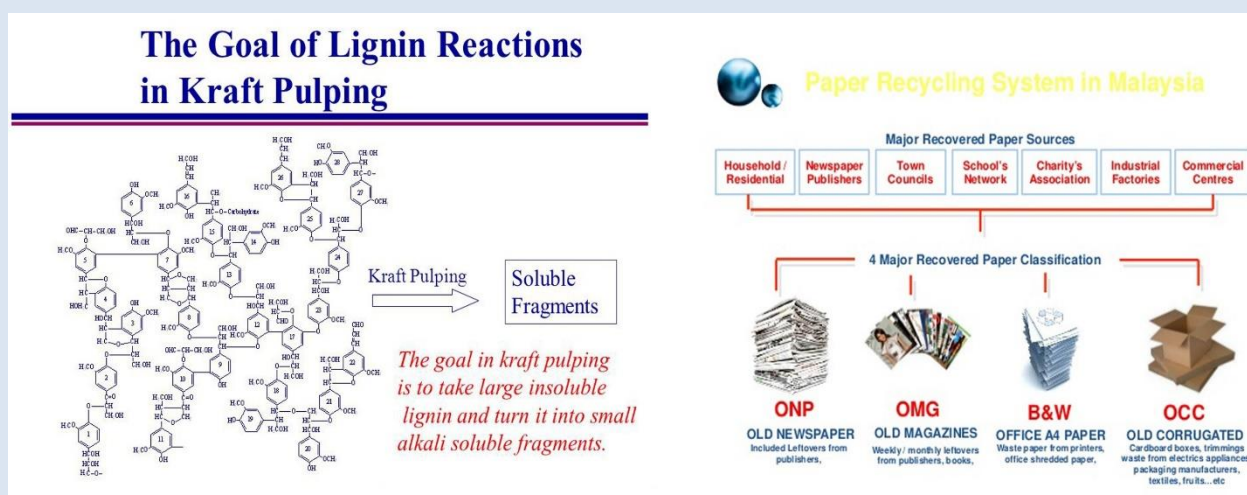 The Goal of Lignin Reactions
in Kraft Pulping
Kraft Pulping
Soluble
Fragments
The goal in kraft pulping
is to take large insoluble
lignin and turn it into small
alkali soluble fragments.
Paper Recycling System in Malaysia
Major Recovered Paper Sources
Household /
Residential
Newspaper
Publishers
Town
Councils
School's
Network
Charity's
Association
Industrial
Factories
Commercial
Centres
4 Major Recovered Paper Classification
ONP
OLD NEWSPAPER
Included Leftovers from
publishers,
OMG
OLD MAGAZINES
Weekly / monthly leftovers
from publishers, books,
B&W
OFFICE A4 PAPER
Waste paper from printers,
office shredded paper,
OCC
OLD CORRUGATED
Cardboard boxes, trimmings
waste from electrics appliances
packaging manufacturers,
textiles, fruits...etc